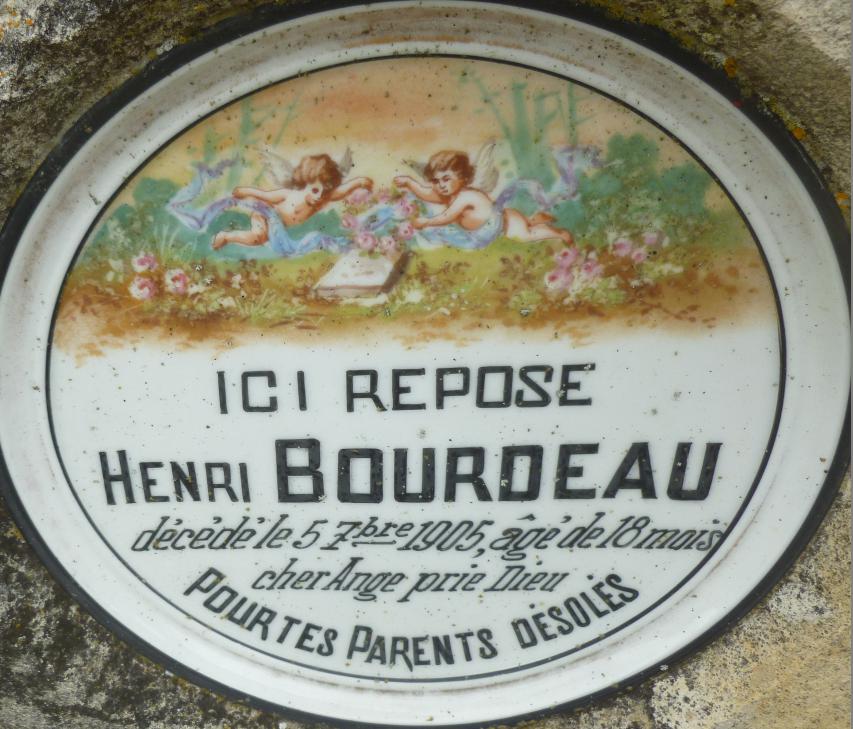 ICI REPOSE
HENRI BOURDEAU
décédé le 5 7bre 1905, âgé de 18 mois
cher Ange prie Dieu
POUR TES PARENTS DÉSOLÉS